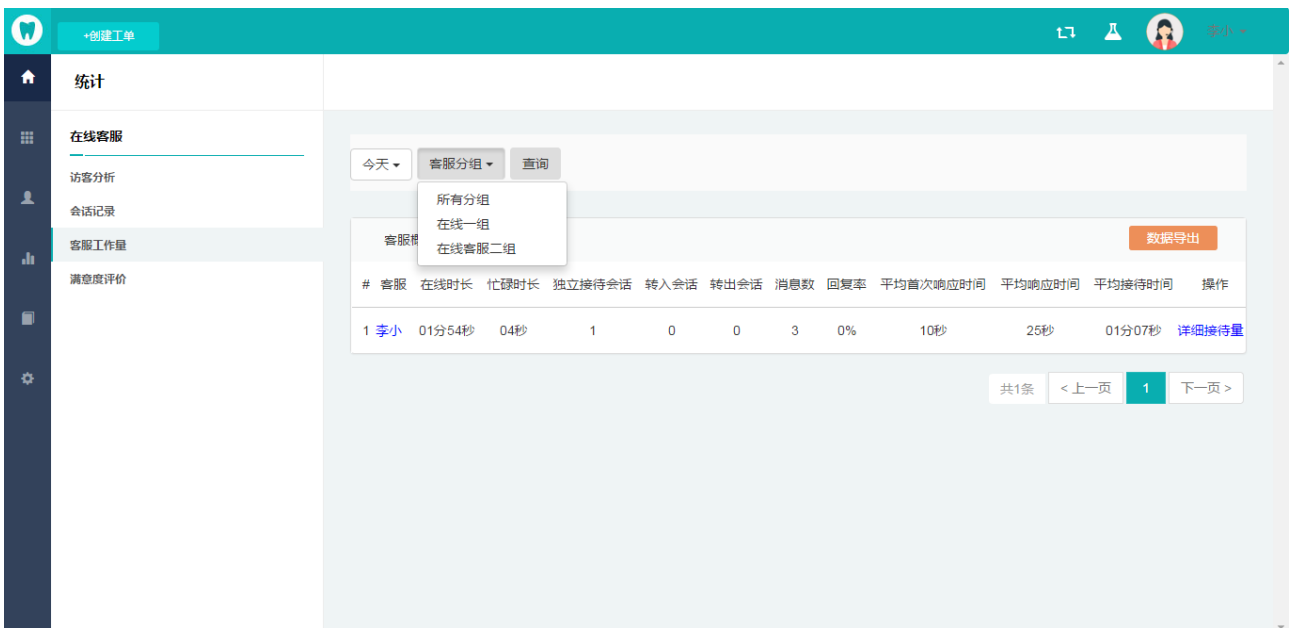 +创建工单
李小
统计
在线客服
访客分析
会话记录
客服工作量
满意度评价
今天 客服分组 查询
所有分组
在线一组
在线客服二组
客服
数据导出
# 客服 在线时长 忙碌时长 独立接待会话 转入会话 转出会话 消息数 回复率 平均首次响应时间 平均响应时间 平均接待时间 操作
1 李小 01分54秒 04秒 1 0 0 3 0% 10秒 25秒 01分07秒 详细接待量
共1条 <上一页 1 下一页>